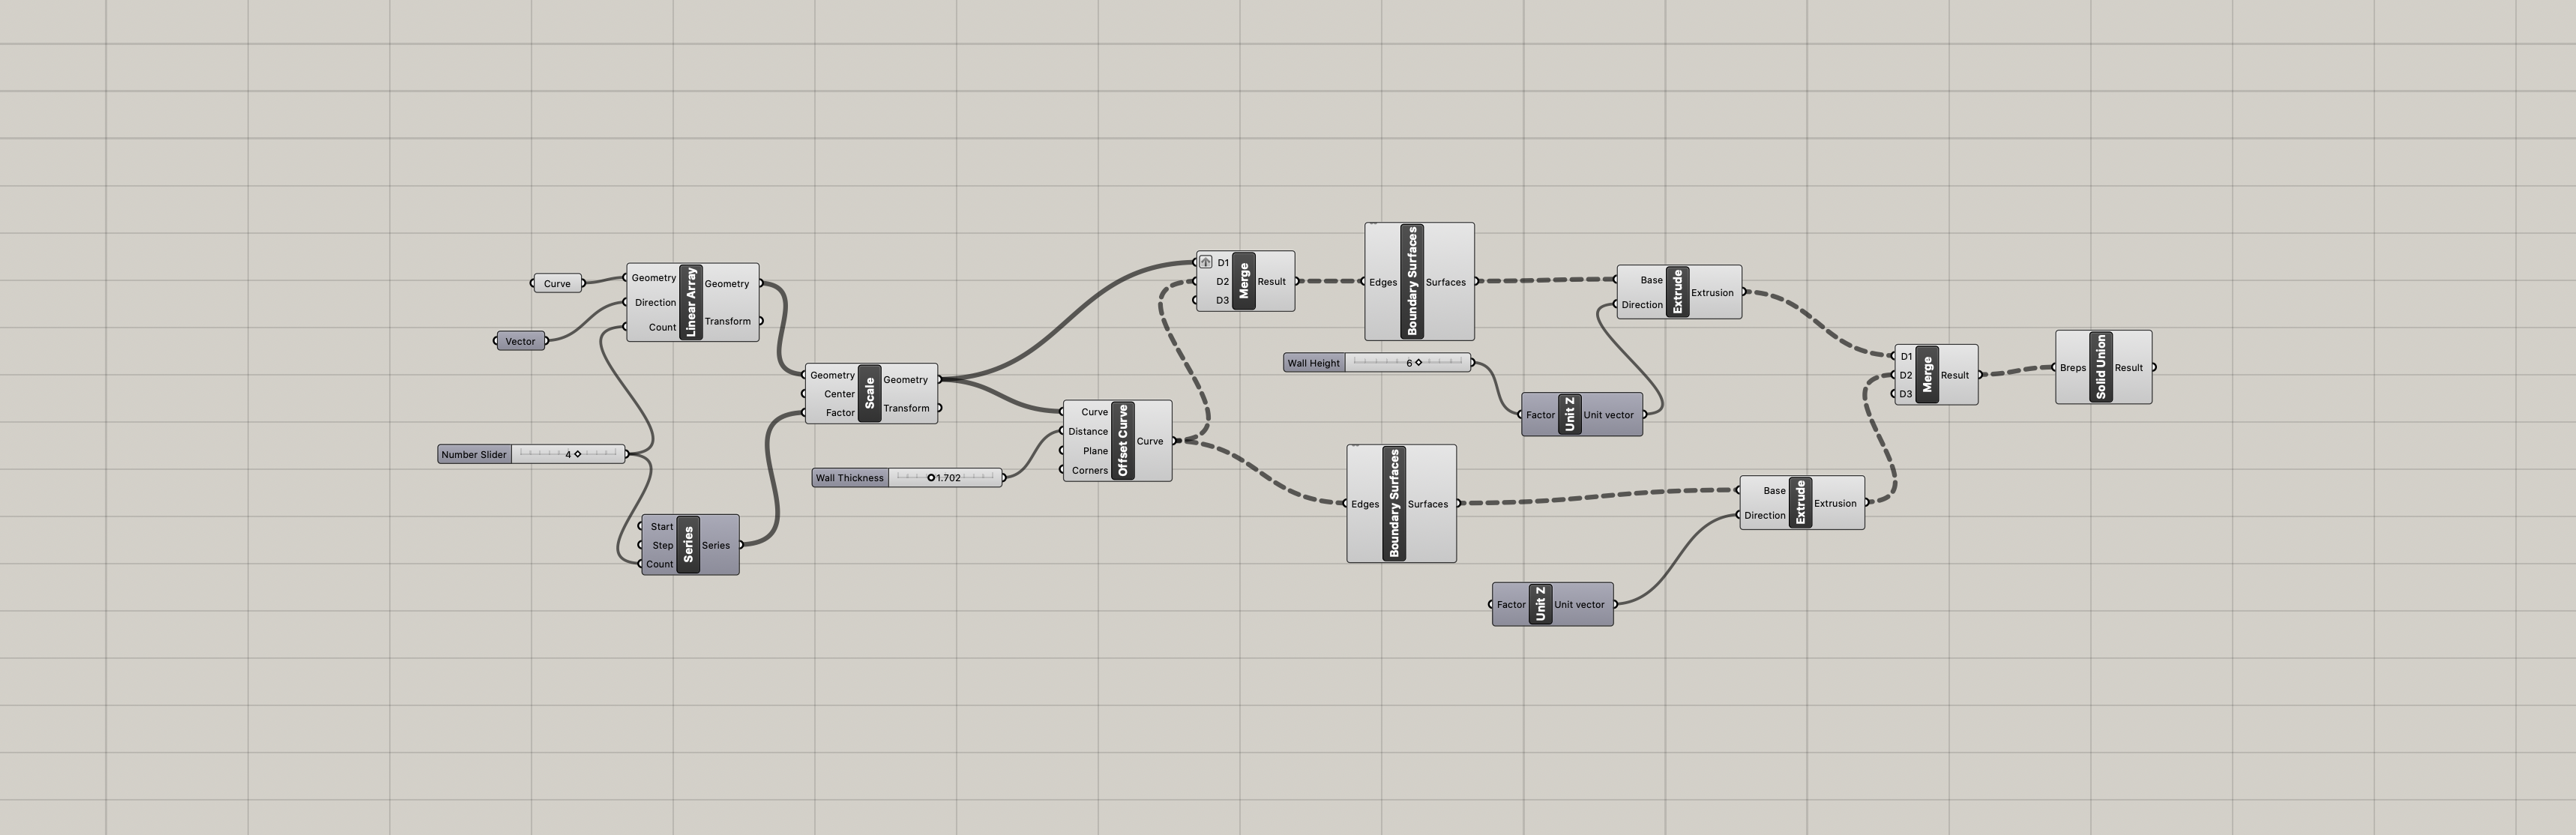 Curve
Vector
Number Slider 4
Geometry
Direction
Count
Linear Array
Geometry
Transform
Start
Step
Count
Series
Series
Geometry
Center
Factor
Scale
Geometry
Transform
Wall Thickness 1.702
Curve
Distance
Plane
Corners
Offset Curve
Curve
D1
D2
D3
Merge
Result
Edges
Boundary Surfaces
Surfaces
Wall Height 6
Factor
Unit Z
Unit vector
Edges
Boundary Surfaces
Surfaces
Factor
Unit Z
Unit vector
Base
Direction
Extrude
Extrusion
Base
Direction
Extrude
Extrusion
D1
D2
D3
Merge
Result
Breps
Solid Union
Result